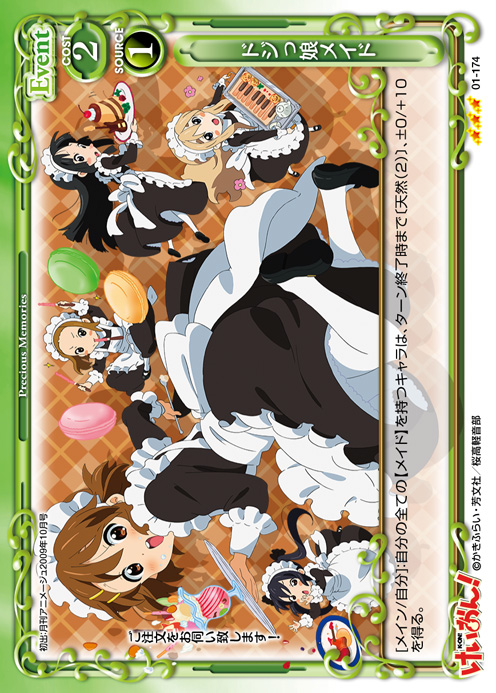 Precious Memories
Event
COST
2
SOURCE
1
ドジっ娘メイド
初出:月刊アニメージュ2009年10月号
ご注文をお伺い致します!
[メイン/自分]:自分の全ての【メイド】を持つキャラは、ターン終了時まで〔天然(2)〕、±0/+10
を得る。
けいおん!
K-ON!
©かきふらい・芳文社/桜高軽音部
01-174